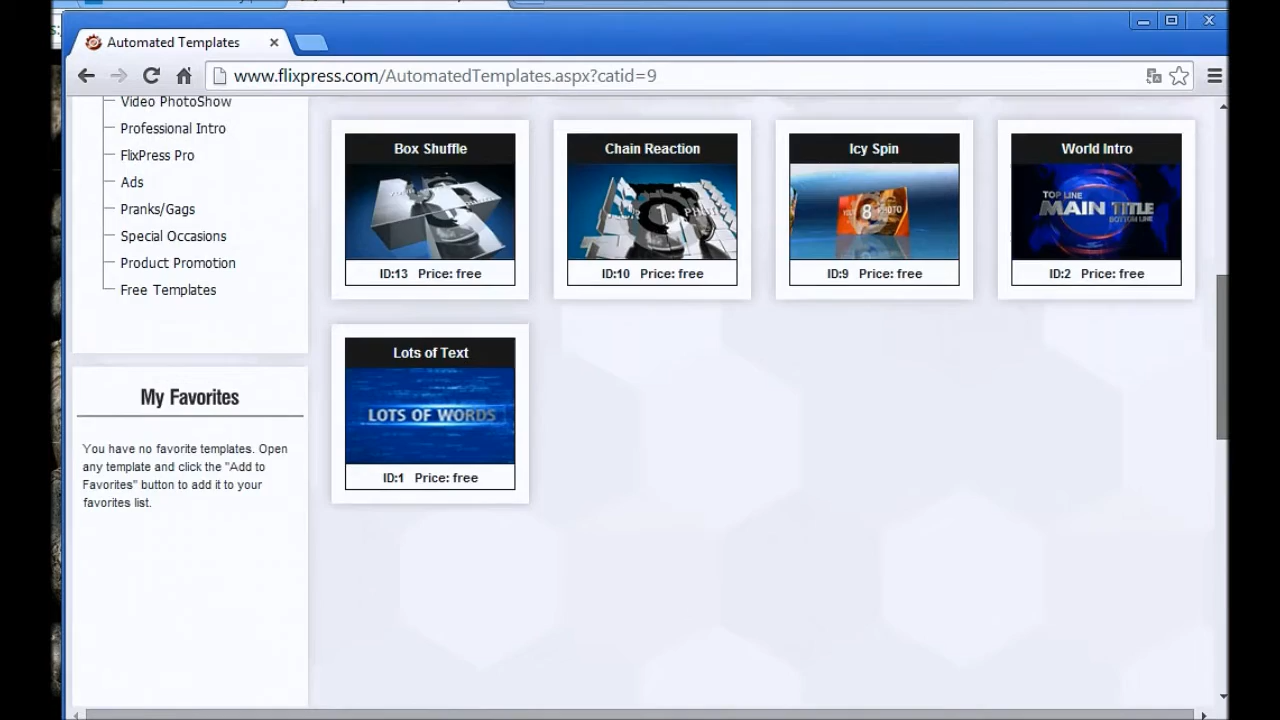 Automated Templates
www.flixpress.com/AutomatedTemplates.aspx?catid=9
Video PhotoShow
Professional Intro
FlixPress Pro
Ads
Pranks/Gags
Special Occasions
Product Promotion
Free Templates
My Favorites
You have no favorite templates. Open
any template and click the "Add to
Favorites" button to add it to your
favorites list.
Box Shuffle
ID:13 Price: free
Chain Reaction
1
ID:10 Price: free
Icy Spin
8 PHOTO
ID:9 Price: free
World Intro
TOP LINE
MAIN TITLE
BOTTOM LINE
ID:2 Price: free
Lots of Text
LOTS OF WORDS
ID:1 Price: free